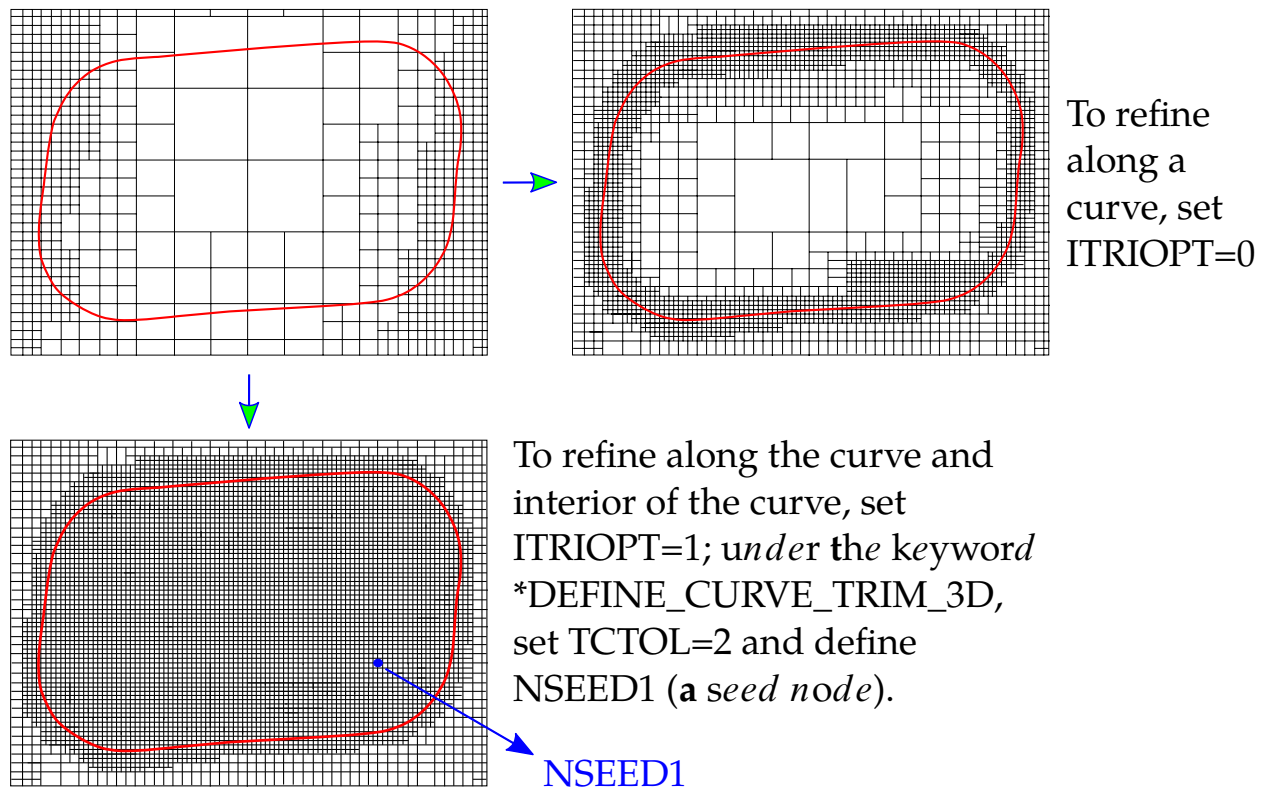 To refine
along a
curve, set
ITRIOPT=0
To refine along the curve and
interior of the curve, set
ITRIOPT=1; under the keyword
*DEFINE_CURVE_TRIM_3D,
set TCTOL=2 and define
NSEED1 (a seed node).
NSEED1